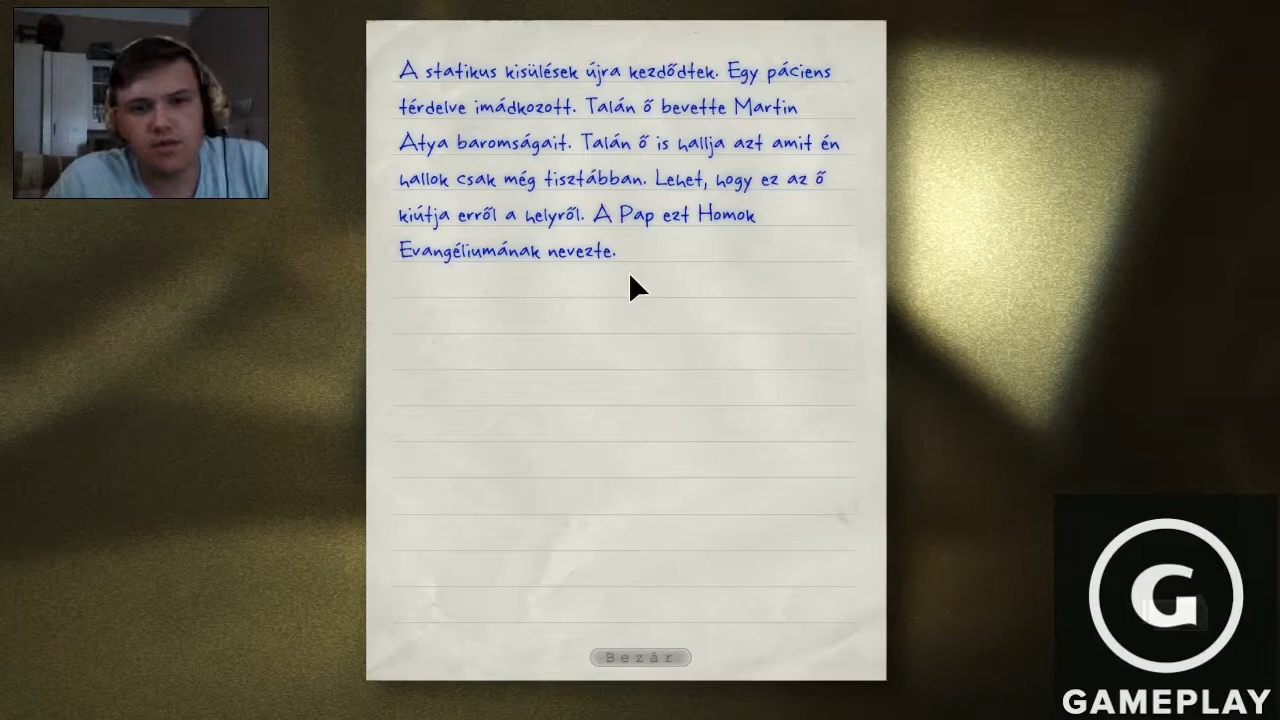 A statikus kisülések újra kezdődtek. Egy páciens
térdelve imádkozott. Talán ő bevette Martin
Atya baromságait. Talán ő is hallja azt amit én
hallok csak még tisztábban. Lehet, hogy ez az ő
kiútja erről a helyről. A Pap ezt Homok
Evangéliumának nevezte.
Bezár
G
GAMEPLAY